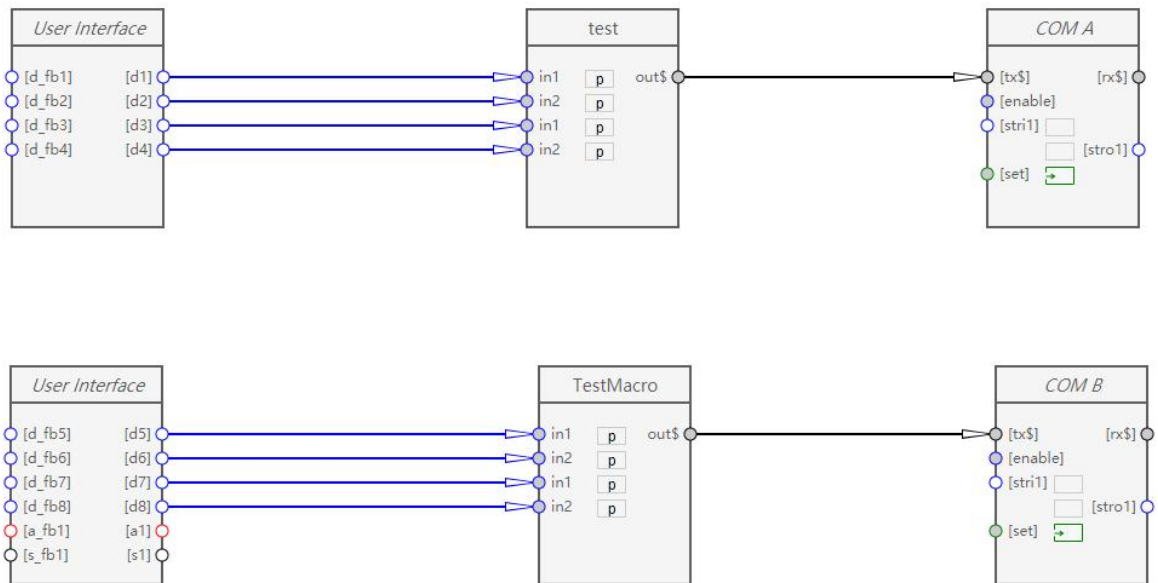 User Interface test COM A
[d_fb1] [d1] in1 p out$ [tx$] [rx$]
[d_fb2] [d2] in2 p [enable]
[d_fb3] [d3] in1 p [stri1]
[d_fb4] [d4] in2 p [stro1]
[set]
User Interface TestMacro COM B
[d_fb5] [d5] in1 p out$ [tx$] [rx$]
[d_fb6] [d6] in2 p [enable]
[d_fb7] [d7] in1 p [stri1]
[d_fb8] [d8] in2 p [stro1]
[a_fb1] [a1] [set]
[s_fb1] [s1]